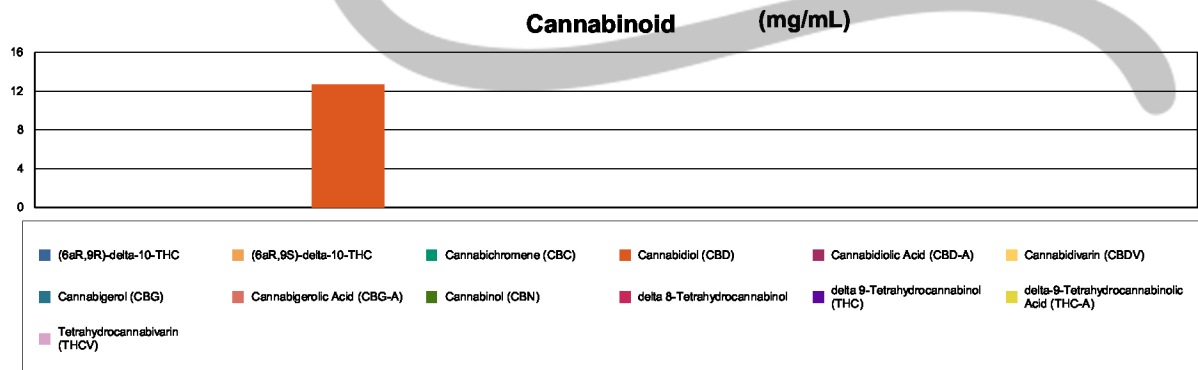 Cannabinoid (mg/mL)
16
12
8
4
0
(6aR,9R)-delta-10-THC (6aR,9S)-delta-10-THC Cannabichromene (CBC) Cannabidiol (CBD) Cannabidiolic Acid (CBD-A) Cannabidivarin (CBDV)
Cannabigerol (CBG) Cannabigerolic Acid (CBG-A) Cannabinol (CBN) delta 8-Tetrahydrocannabinol delta 9-Tetrahydrocannabinol delta-9-Tetrahydrocannabinolic
(THC) Acid (THC-A)
Tetrahydrocannabivarin
(THCV)